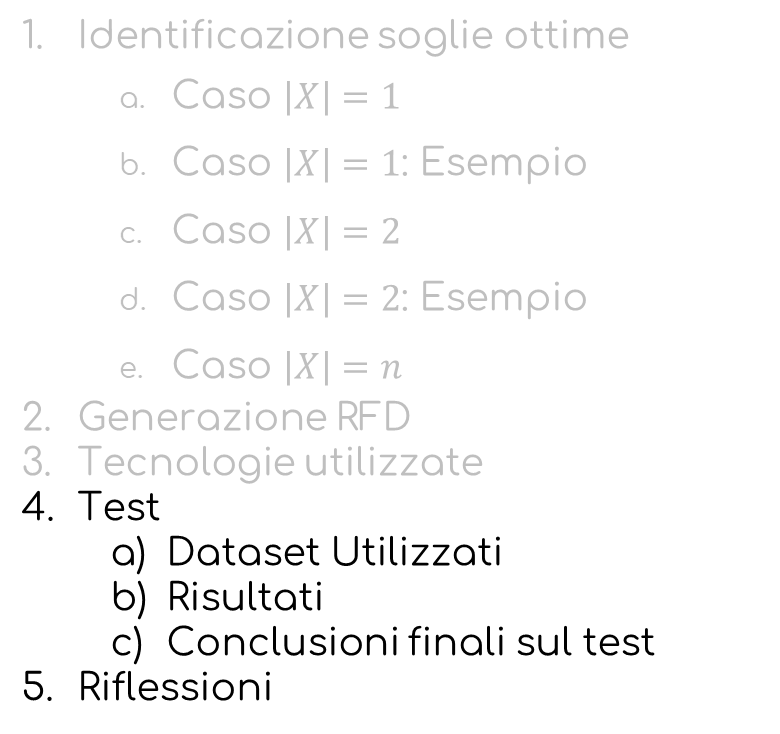 1. Identificazione soglie ottime
a. Caso |X| = 1
b. Caso |X| = 1: Esempio
c. Caso |X| = 2
d. Caso |X| = 2: Esempio
e. Caso |X| = n
2. Generazione RFD
3. Tecnologie utilizzate
4. Test
a) Dataset Utilizzati
b) Risultati
c) Conclusioni finali sul test
5. Riflessioni